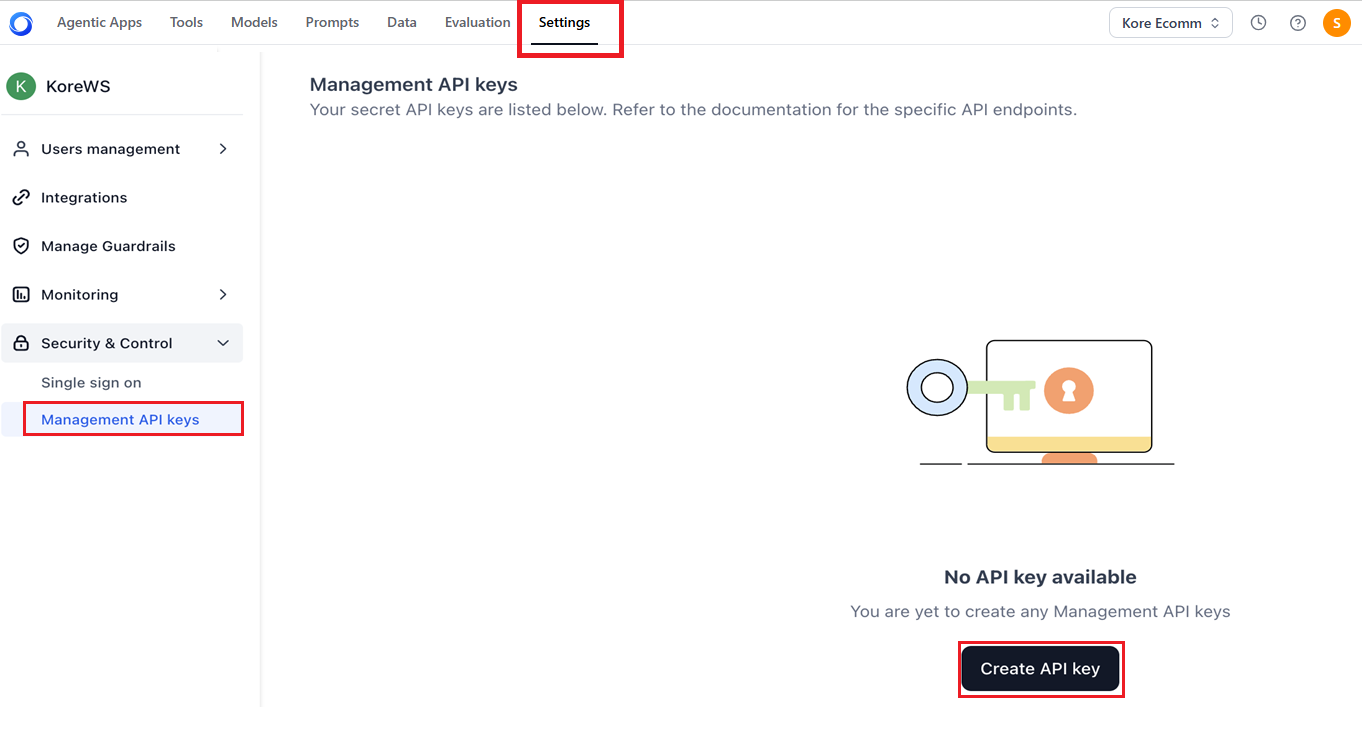 Agentic Apps Tools Models Prompts Data Evaluation Settings Kore Ecomm S
K KoreWS
Users management
Integrations
Manage Guardrails
Monitoring
Security & Control
Single sign on
Management API keys
Management API keys
Your secret API keys are listed below. Refer to the documentation for the specific API endpoints.
No API key available
You are yet to create any Management API keys
Create API key